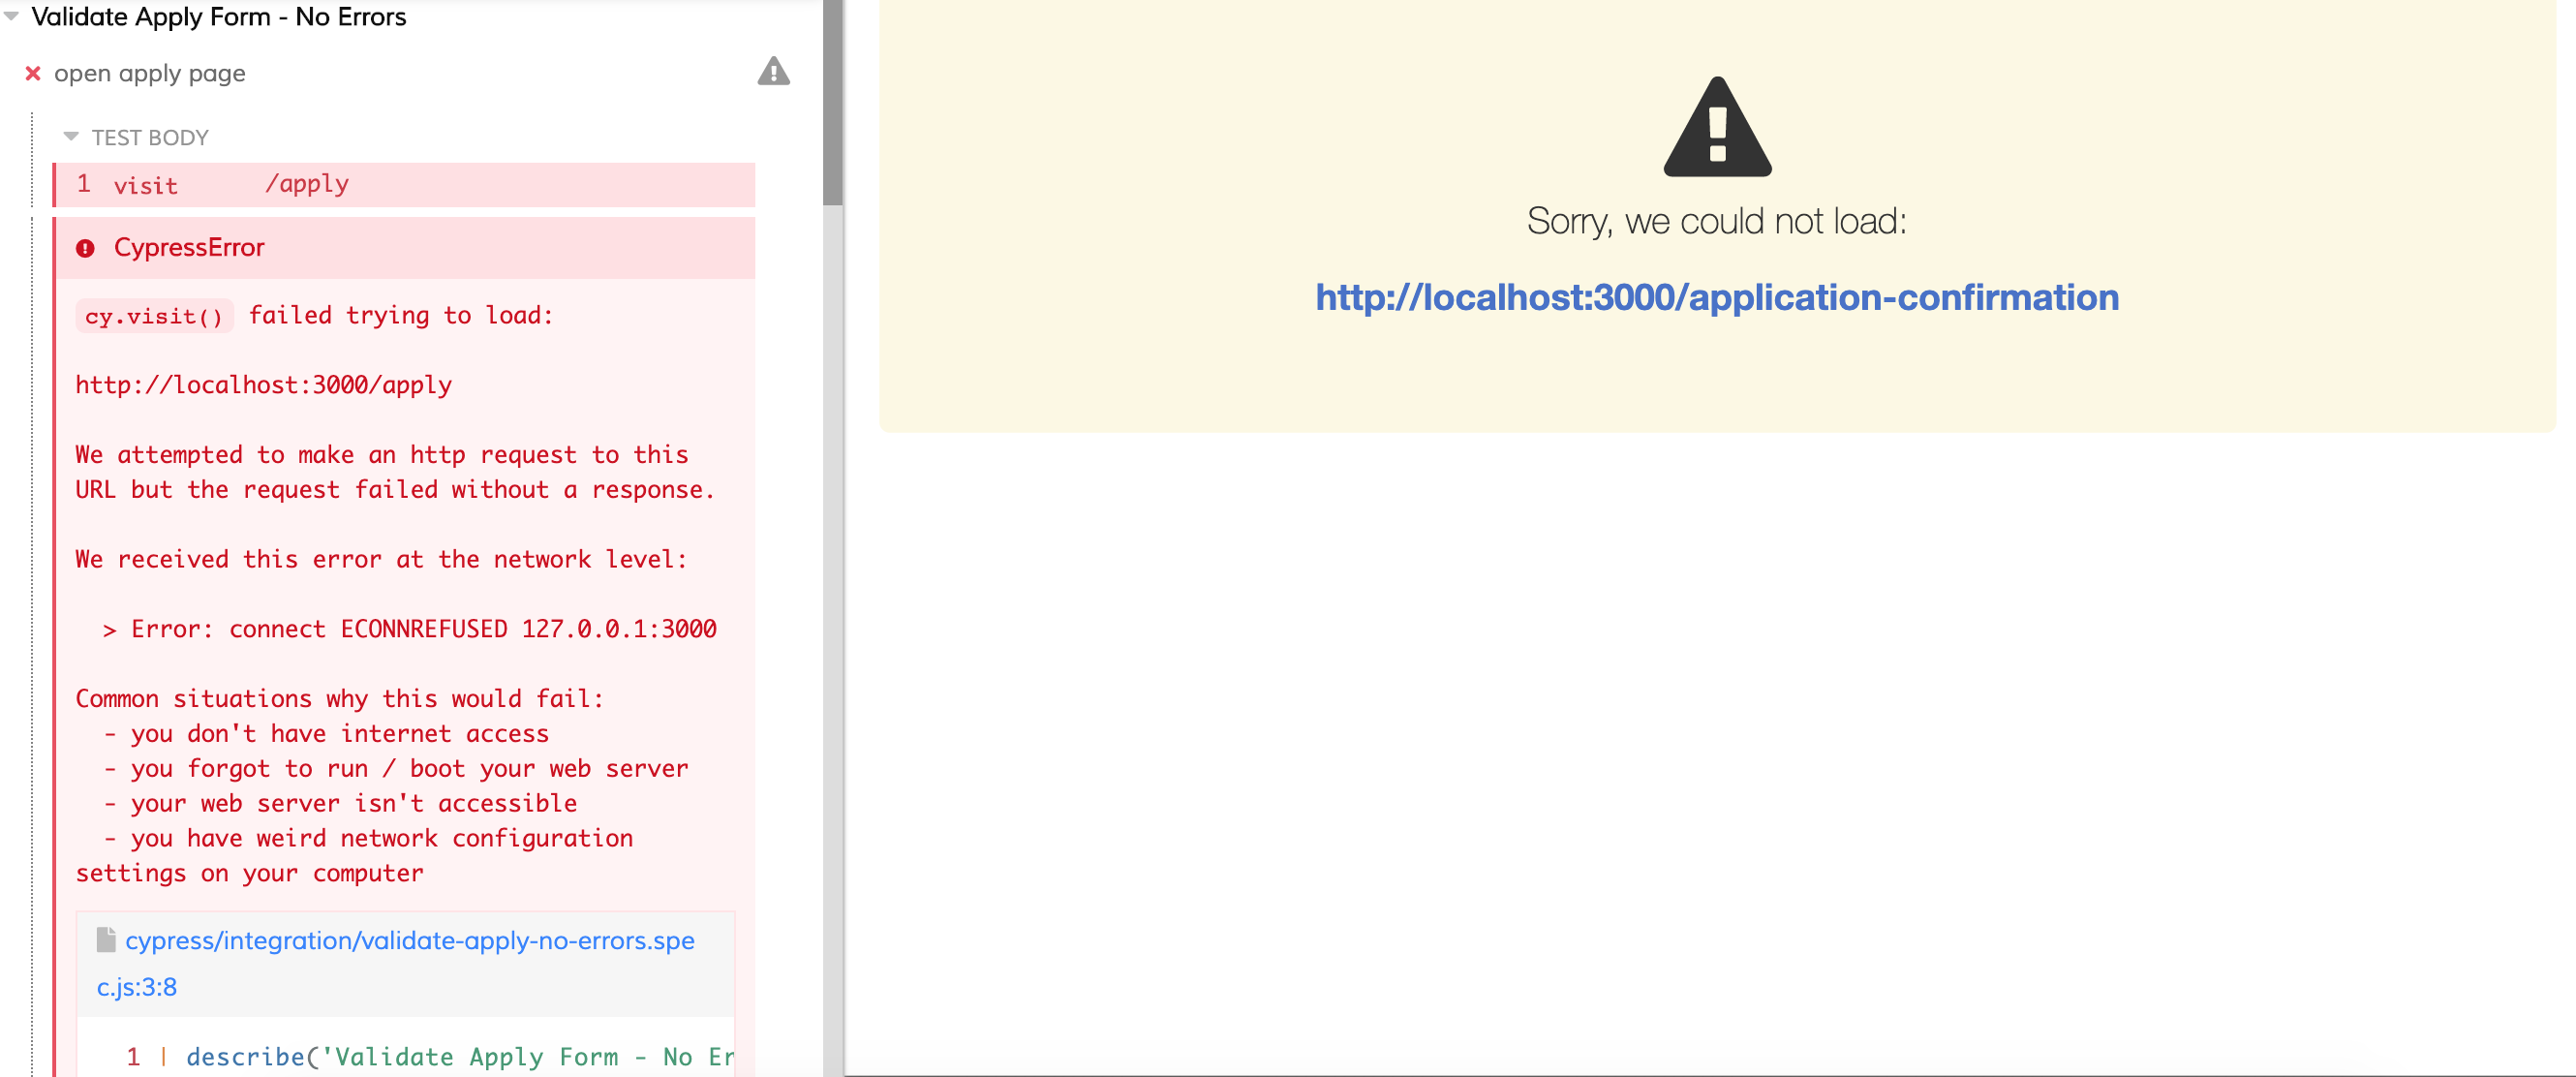 Validate Apply Form - No Errors
open apply page
TEST BODY
1 visit /apply
CypressError
cy.visit() failed trying to load:
http://localhost:3000/apply
We attempted to make an http request to this
URL but the request failed without a response.
We received this error at the network level:
> Error: connect ECONNREFUSED 127.0.0.1:3000
Common situations why this would fail:
- you don't have internet access
- you forgot to run / boot your web server
- your web server isn't accessible
- you have weird network configuration
settings on your computer
cypress/integration/validate-apply-no-errors.spe
c.js:3:8
1 | describe('Validate Apply Form - No Er
Sorry, we could not load:
http://localhost:3000/application-confirmation